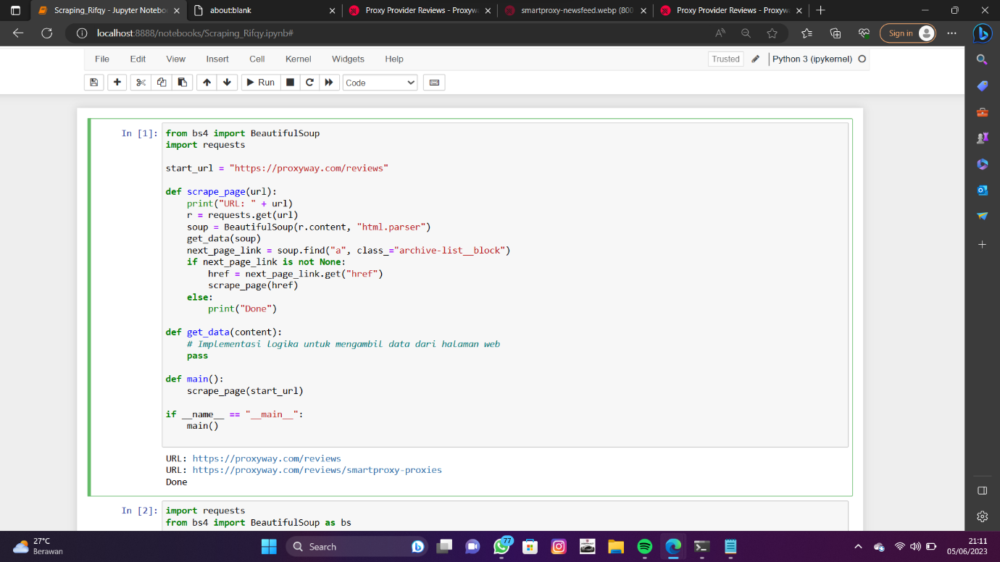 Scraping_Rifqy - Jupyter Notebo
about:blank
Proxy Provider Reviews - Proxyw
smartproxy-newsfeed.webp (800
Proxy Provider Reviews - Proxyw
localhost:8888/notebooks/Scraping_Rifqy.ipynb#
Sign in
File Edit View Insert Cell Kernel Widgets Help
Trusted
Python 3 (ipykernel)
Run
Code
In [1]:
from bs4 import BeautifulSoup
import requests
start_url = "https://proxyway.com/reviews"
def scrape_page(url):
    print("URL: " + url)
    r = requests.get(url)
    soup = BeautifulSoup(r.content, "html.parser")
    get_data(soup)
    next_page_link = soup.find("a", class_="archive-list__block")
    if next_page_link is not None:
        href = next_page_link.get("href")
        scrape_page(href)
    else:
        print("Done")
def get_data(content):
    # Implementasi logika untuk mengambil data dari halaman web
    pass
def main():
    scrape_page(start_url)
if __name__ == "__main__":
    main()
URL: https://proxyway.com/reviews
URL: https://proxyway.com/reviews/smartproxy-proxies
Done
In [2]:
import requests
from bs4 import BeautifulSoup as bs
27°C
Berawan
Search
77
21:11
05/06/2023